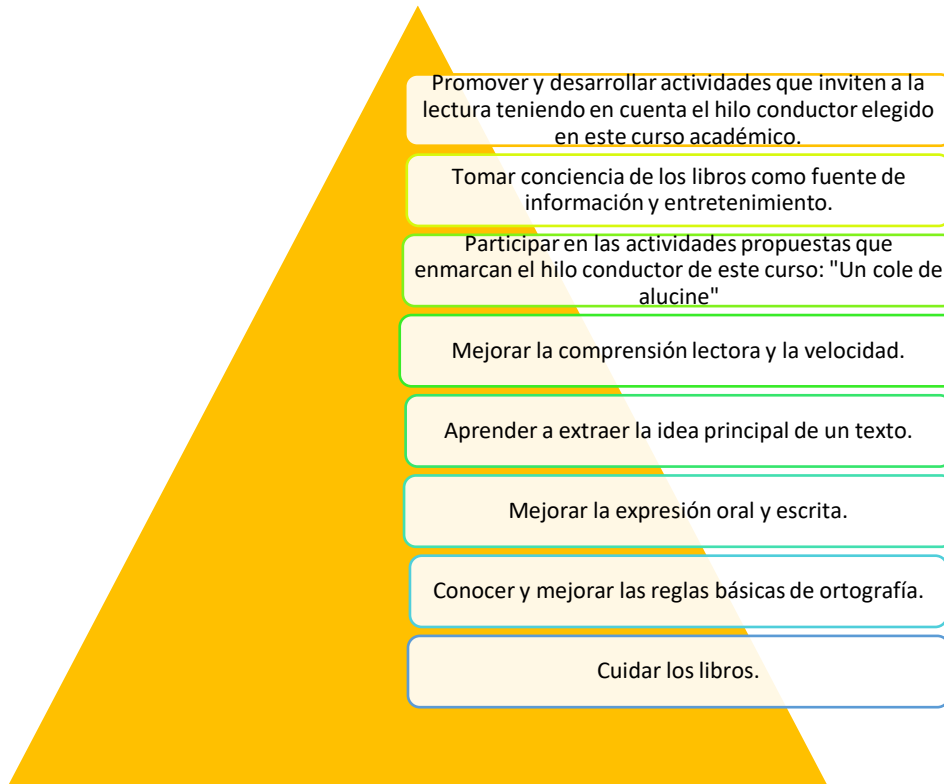 Promover y desarrollar actividades que inviten a la
lectura teniendo en cuenta el hilo conductor elegido
en este curso académico.
Tomar conciencia de los libros como fuente de
información y entretenimiento.
Participar en las actividades propuestas que
enmarcan el hilo conductor de este curso: "Un cole de
alucine"
Mejorar la comprensión lectora y la velocidad.
Aprender a extraer la idea principal de un texto.
Mejorar la expresión oral y escrita.
Conocer y mejorar las reglas básicas de ortografía.
Cuidar los libros.